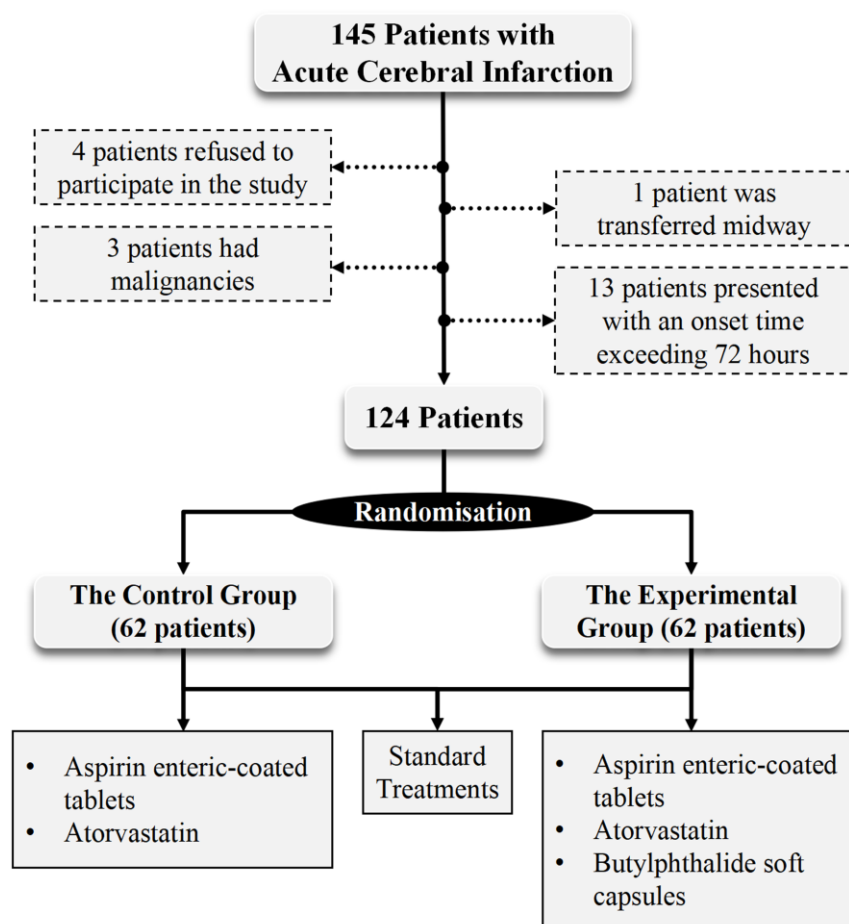 145 Patients with
Acute Cerebral Infarction
4 patients refused to
participate in the study
1 patient was
transferred midway
3 patients had
malignancies
13 patients presented
with an onset time
exceeding 72 hours
124 Patients
Randomisation
The Control Group
(62 patients)
The Experimental
Group (62 patients)
• Aspirin enteric-coated
tablets
• Atorvastatin
Standard
Treatments
• Aspirin enteric-coated
tablets
• Atorvastatin
• Butylphthalide soft
capsules